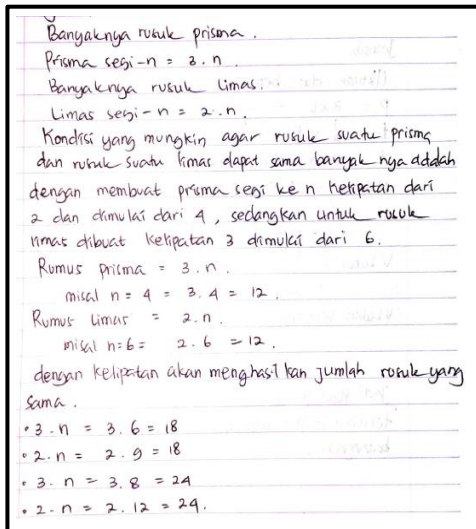 Banyaknya rusuk prisma.
Prisma segi-n = 3.n.
Banyaknya rusuk limas.
Limas segi-n = 2.n.
Kondisi yang mungkin agar rusuk suatu prisma
dan rusuk suatu limas dapat sama banyak nya adalah
dengan membuat prisma segi ke n kelipatan dari
2 dan dimulai dari 4, sedangkan untuk rusuk
limas dibuat kelipatan 3 dimulai dari 6.
Rumus prisma = 3.n.
misal n = 4 = 3.4 = 12.
Rumus Limas = 2.n.
misal n=6= 2.6 = 12.
dengan kelipatan akan menghasilkan jumlah rusuk yang
sama.
• 3.n = 3.6 = 18
• 2.n = 2.9 = 18
• 3.n = 3.8 = 24
• 2.n = 2.12 = 24.